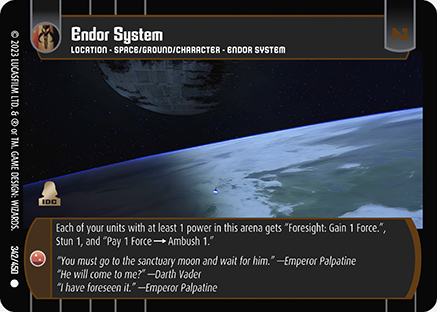 Endor System
LOCATION - SPACE/GROUND/CHARACTER - ENDOR SYSTEM
IDC
Each of your units with at least 1 power in this arena gets "Foresight: Gain 1 Force.",
Stun 1, and "Pay 1 Force → Ambush 1."
"You must go to the sanctuary moon and wait for him." —Emperor Palpatine
"He will come to me?" —Darth Vader
"I have foreseen it." —Emperor Palpatine
© 2023 LUCASFILM LTD. & ® or TM. GAME DESIGN: WIZARDS. 342/450